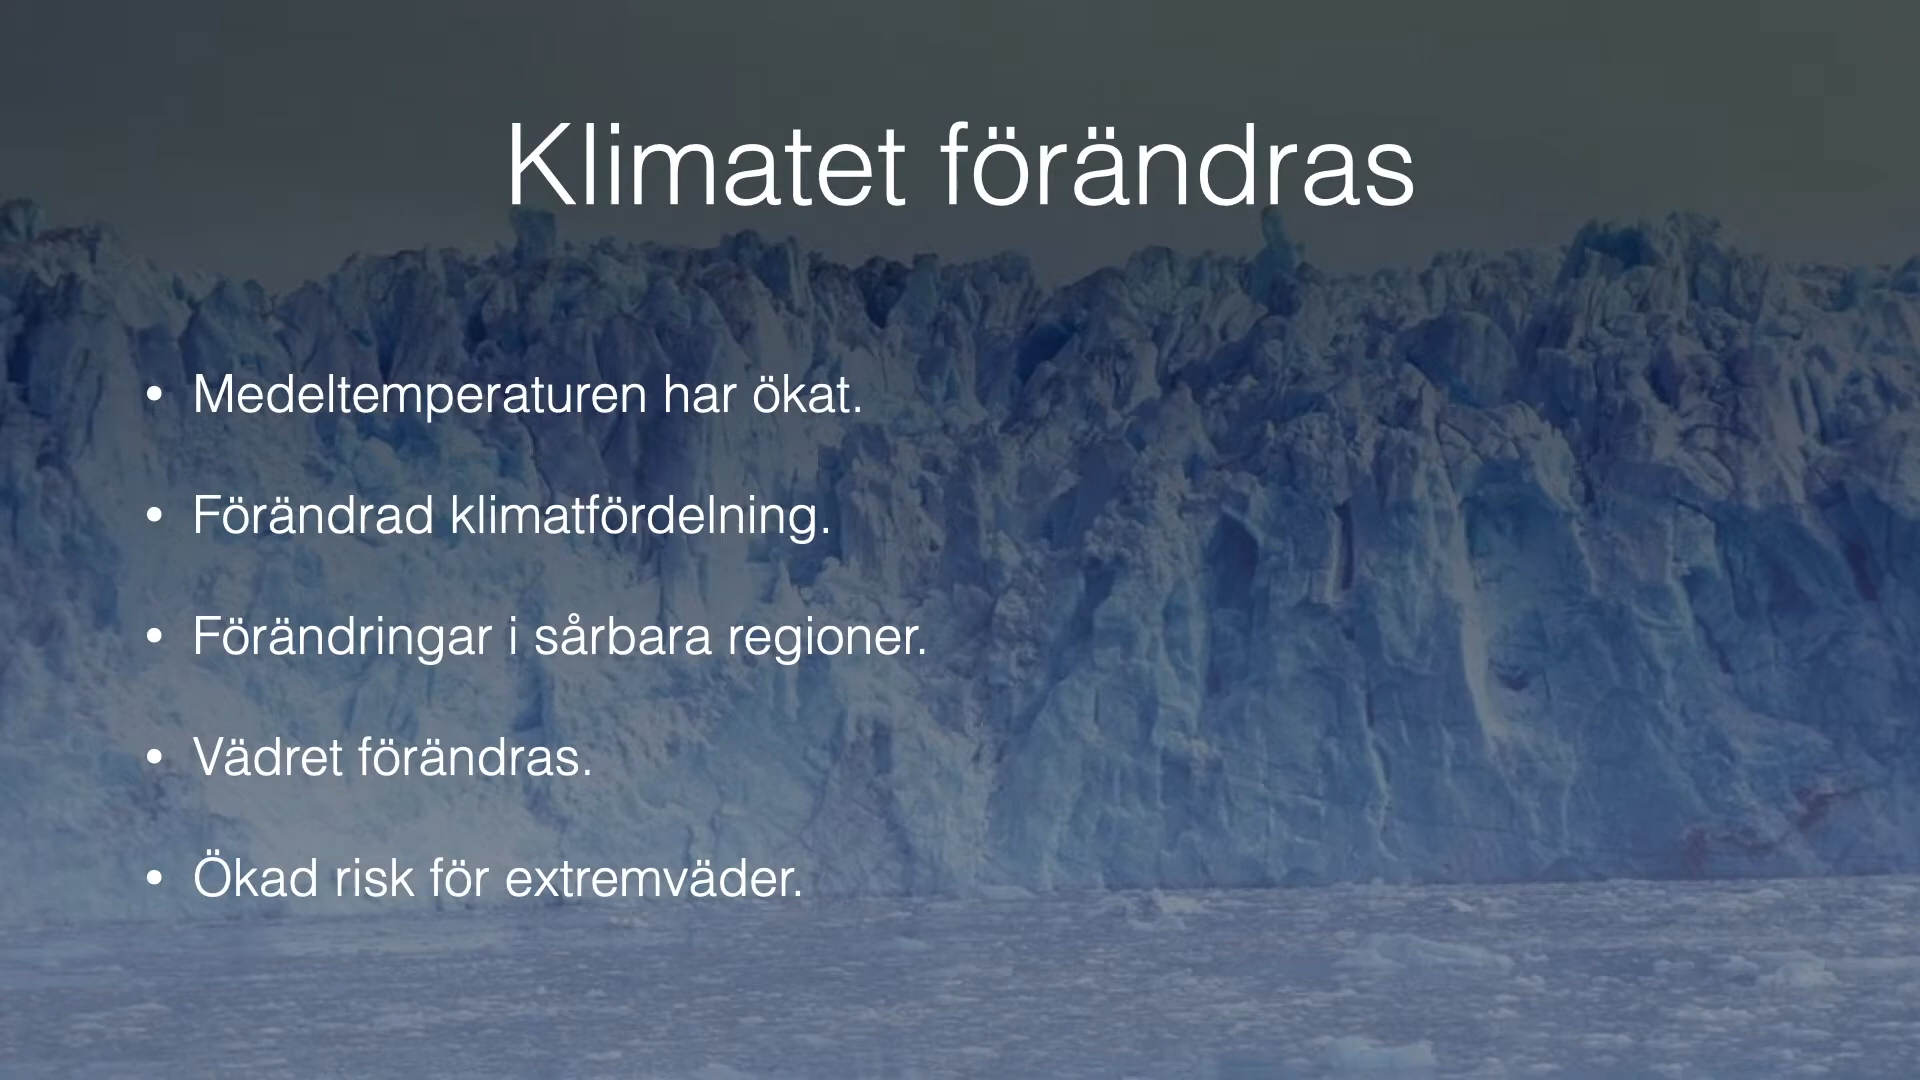 Klimatet förändras
• Medeltemperaturen har ökat.
• Förändrad klimatfördelning.
• Förändringar i sårbara regioner.
• Vädret förändras.
• Ökad risk för extremväder.